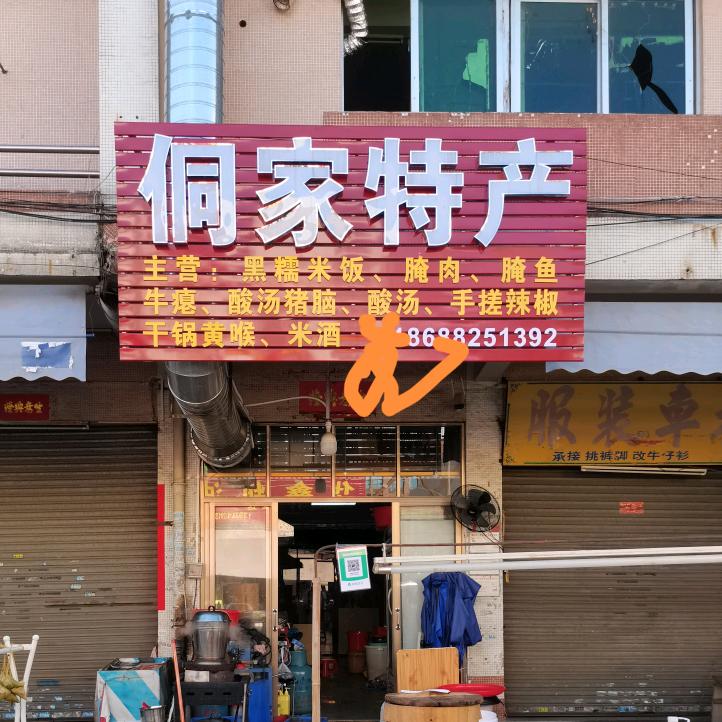 侗家特产
主营：黑糯米饭、腌肉、腌鱼
牛瘪、酸汤猪脑、酸汤、手搓辣椒
干锅黄喉、米酒 18688251392
服装车
承接 挑裤脚 改牛子衫